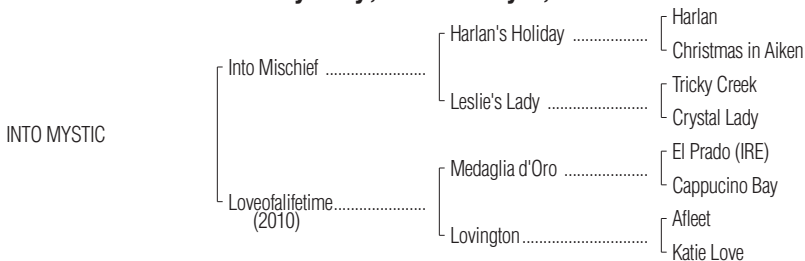 Harlan
Harlan's Holiday ..................
Christmas in Aiken
Into Mischief ........................
Tricky Creek
Leslie's Lady ........................
Crystal Lady
INTO MYSTIC
El Prado (IRE)
Medaglia d'Oro ....................
Cappucino Bay
Loveofalifetime......................
(2010)
Afleet
Lovington..............................
Katie Love